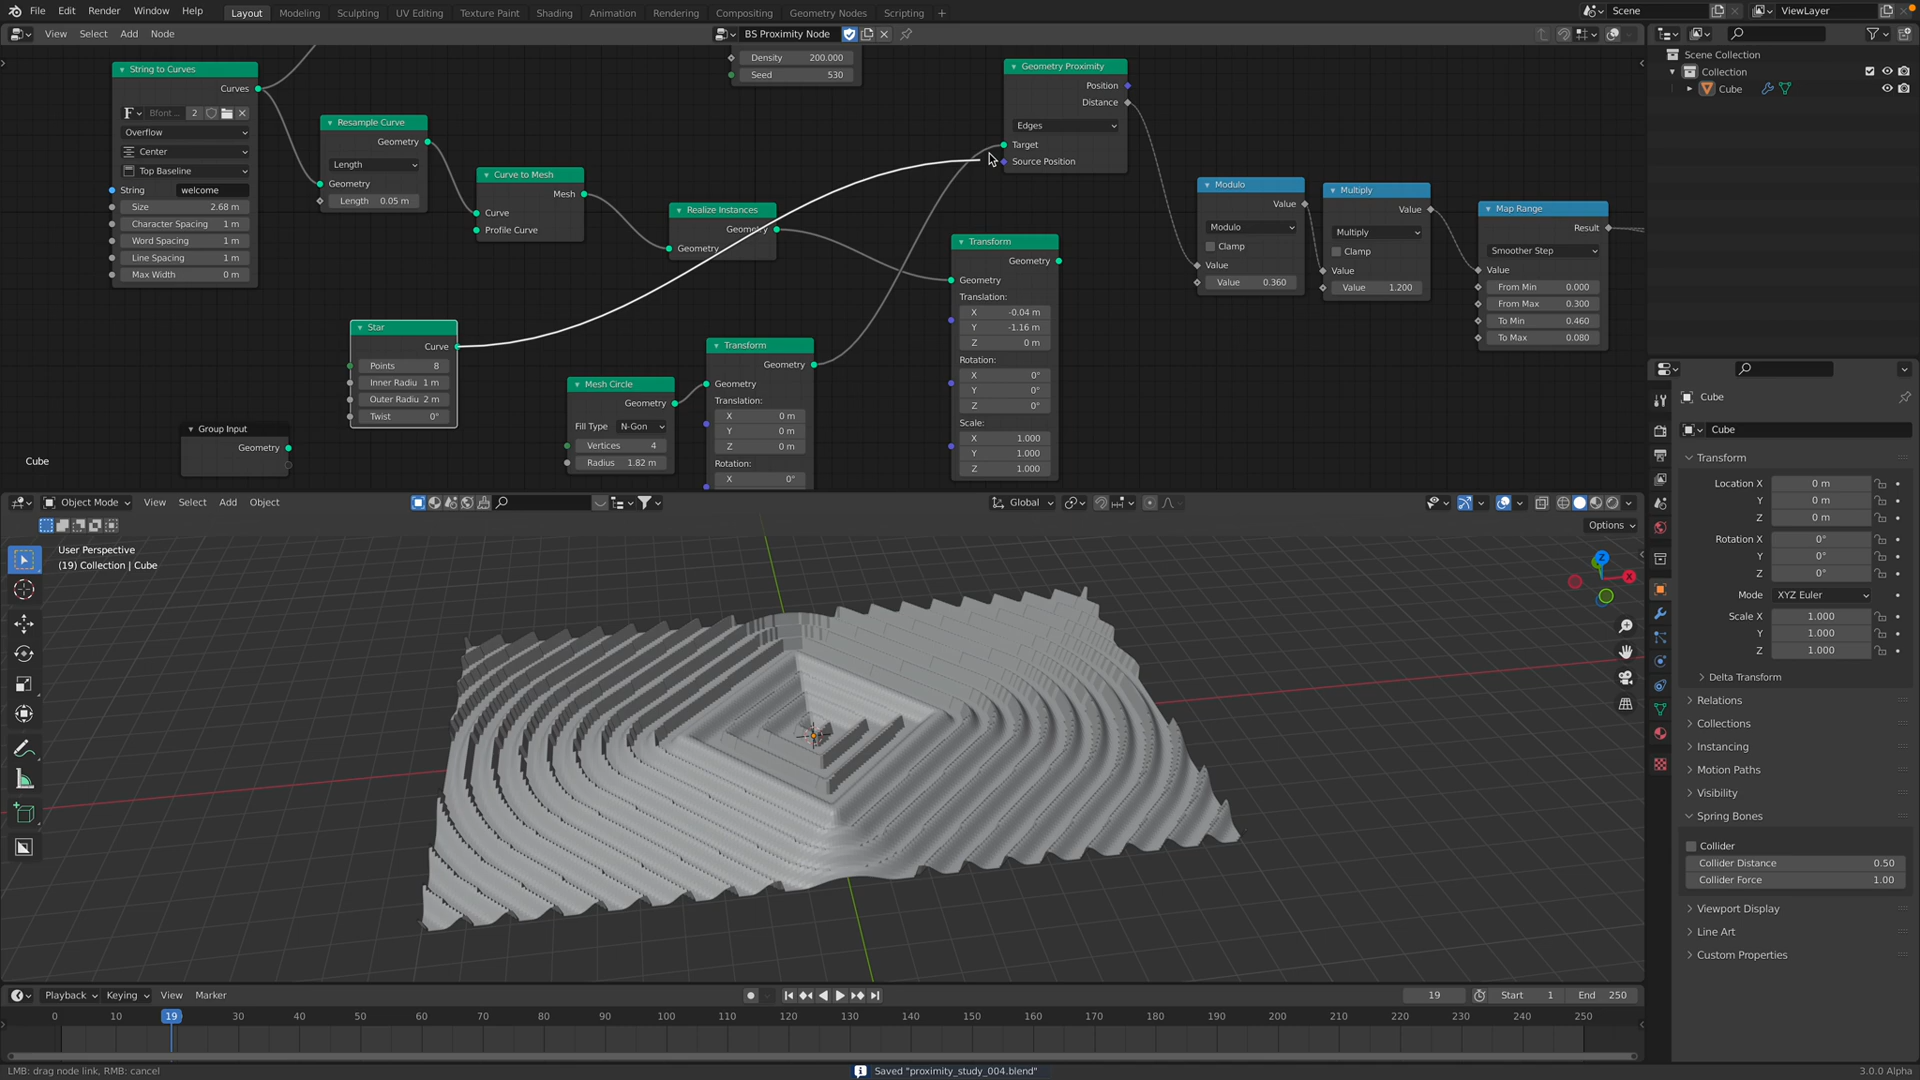 File Edit Render Window Help
Layout Modeling Sculpting UV Editing Texture Paint Shading Animation Rendering Compositing Geometry Nodes Scripting +
Scene
ViewLayer
View Select Add Node
BS Proximity Node
Density 200.000
Seed 530
String to Curves
Curves
F
Bfont ...
2
Overflow
Center
Top Baseline
String welcome
Size 2.68 m
Character Spacing 1 m
Word Spacing 1 m
Line Spacing 1 m
Max Width 0 m
Resample Curve
Geometry
Length
Geometry
Length 0.05 m
Curve to Mesh
Mesh
Curve
Profile Curve
Realize Instances
Geometry
Geometry
Geometry Proximity
Position
Distance
Edges
Target
Source Position
Modulo
Value
Modulo
Clamp
Value
Value 0.360
Multiply
Value
Multiply
Clamp
Value
Value 1.200
Map Range
Result
Smoother Step
Value
From Min 0.000
From Max 0.300
To Min 0.460
To Max 0.080
Transform
Geometry
Geometry
Translation:
X -0.04 m
Y -1.16 m
Z 0 m
Rotation:
X 0°
Y 0°
Z 0°
Scale:
X 1.000
Y 1.000
Z 1.000
Star
Curve
Points 8
Inner Radiu 1 m
Outer Radiu 2 m
Twist 0°
Group Input
Geometry
Cube
Mesh Circle
Geometry
Fill Type N-Gon
Vertices 4
Radius 1.82 m
Transform
Geometry
Geometry
Translation:
X 0 m
Y 0 m
Z 0 m
Rotation:
X 0°
Scene Collection
Collection
Cube
Object Mode View Select Add Object
Global
Options
User Perspective
(19) Collection | Cube
Z
X
Cube
Cube
Transform
Location X 0 m
Y 0 m
Z 0 m
Rotation X 0°
Y 0°
Z 0°
Mode XYZ Euler
Scale X 1.000
Y 1.000
Z 1.000
Delta Transform
Relations
Collections
Instancing
Motion Paths
Visibility
Spring Bones
Collider
Collider Distance 0.50
Collider Force 1.00
Viewport Display
Line Art
Custom Properties
Playback Keying View Marker
19
Start 1
End 250
0 10 19 30 40 50 60 70 80 90 100 110 120 130 140 150 160 170 180 190 200 210 220 230 240 250
LMB: drag node link, RMB: cancel
Saved "proximity_study_004.blend"
3.0.0 Alpha